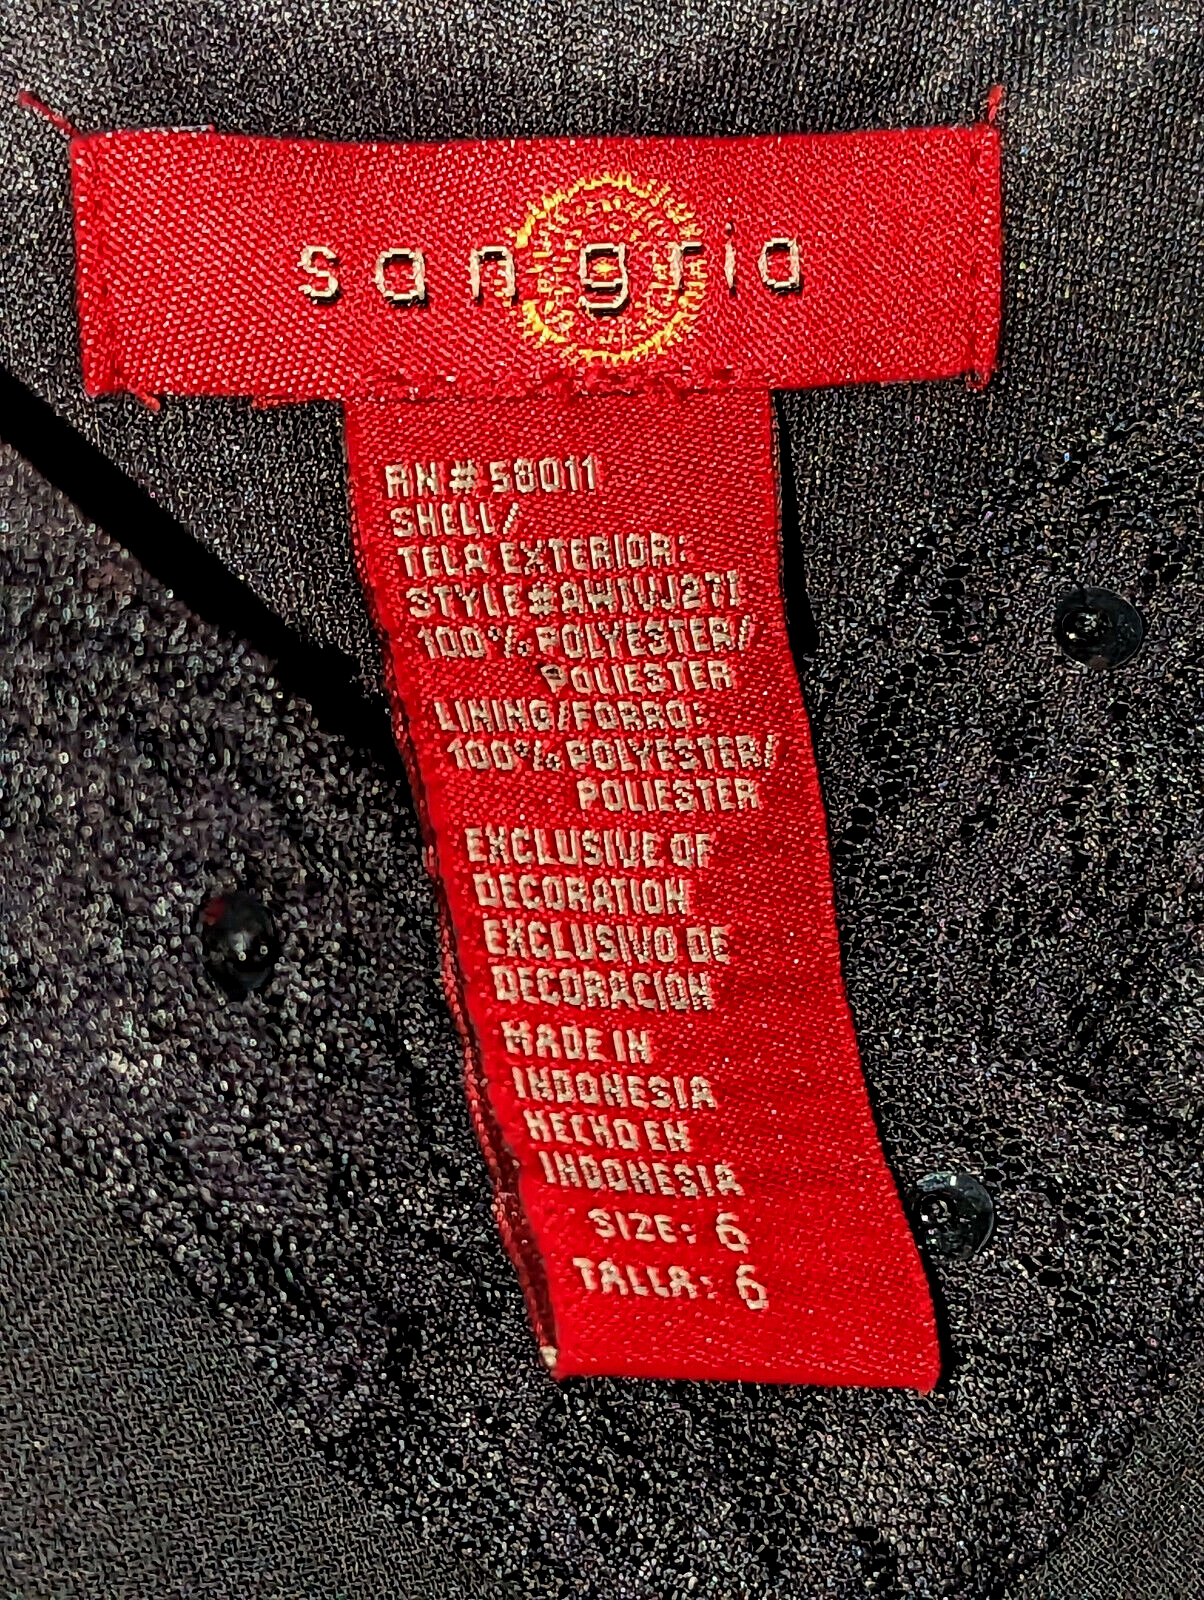 sangria
RN# 58011
SHELL/
TELA EXTERIOR:
STYLE#AWIVJ27I
100% POLYESTER/
POLIESTER
LINING/FORRO:
100% POLYESTER/
POLIESTER
EXCLUSIVE OF
DECORATION
EXCLUSIVO DE
DECORACION
MADE IN
INDONESIA
HECHO EN
INDONESIA
SIZE: 6
TALLA: 6